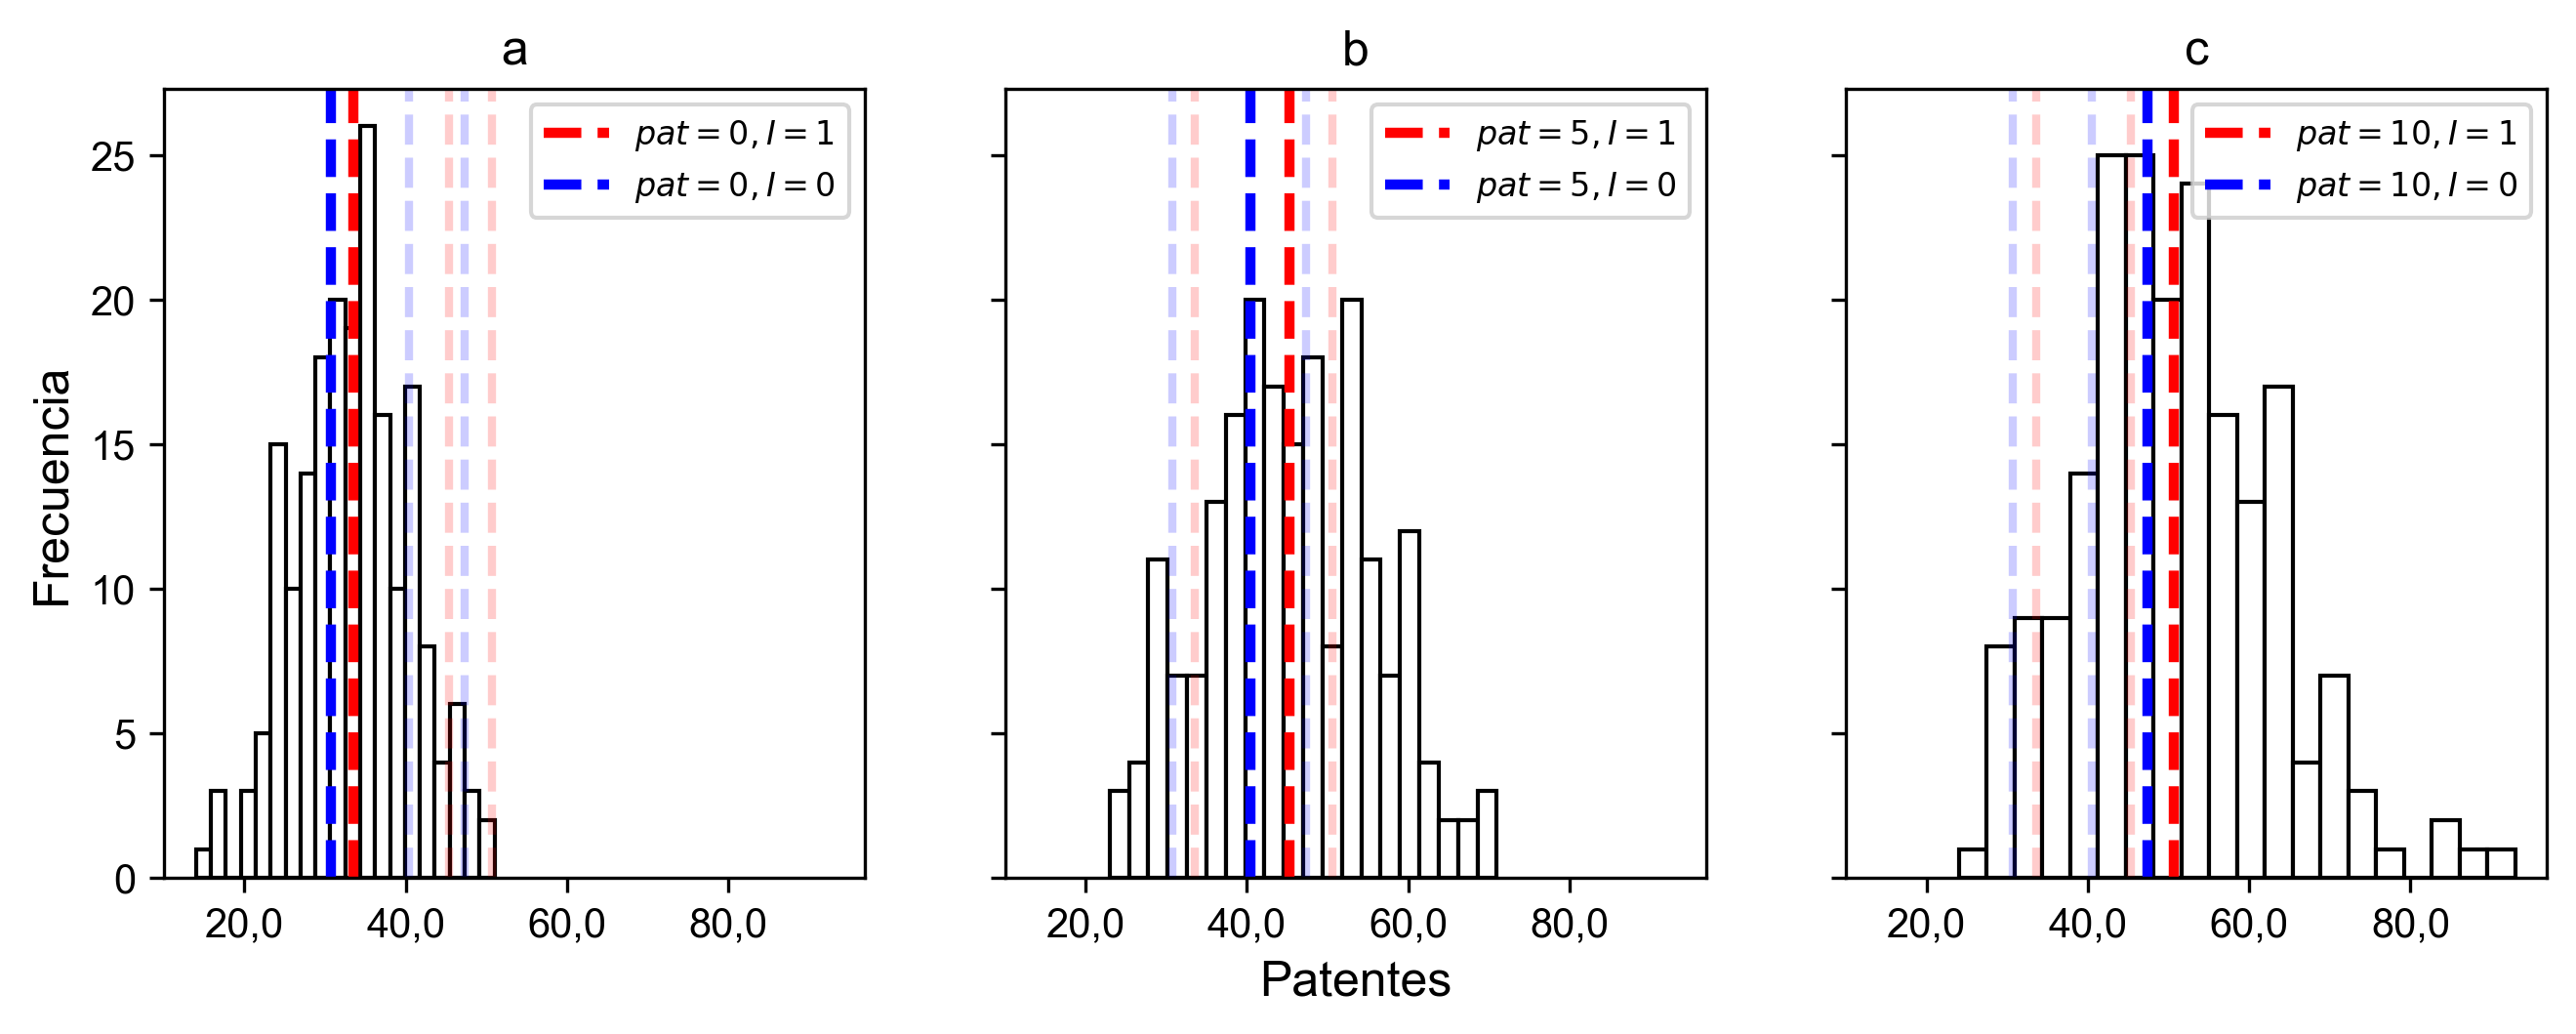 a
b
c
pat = 0, l = 1
pat = 0, l = 0
pat = 5, l = 1
pat = 5, l = 0
pat = 10, l = 1
pat = 10, l = 0
Frecuencia
25
20
15
10
5
0
20,0 40,0 60,0 80,0
20,0 40,0 60,0 80,0
20,0 40,0 60,0 80,0
Patentes